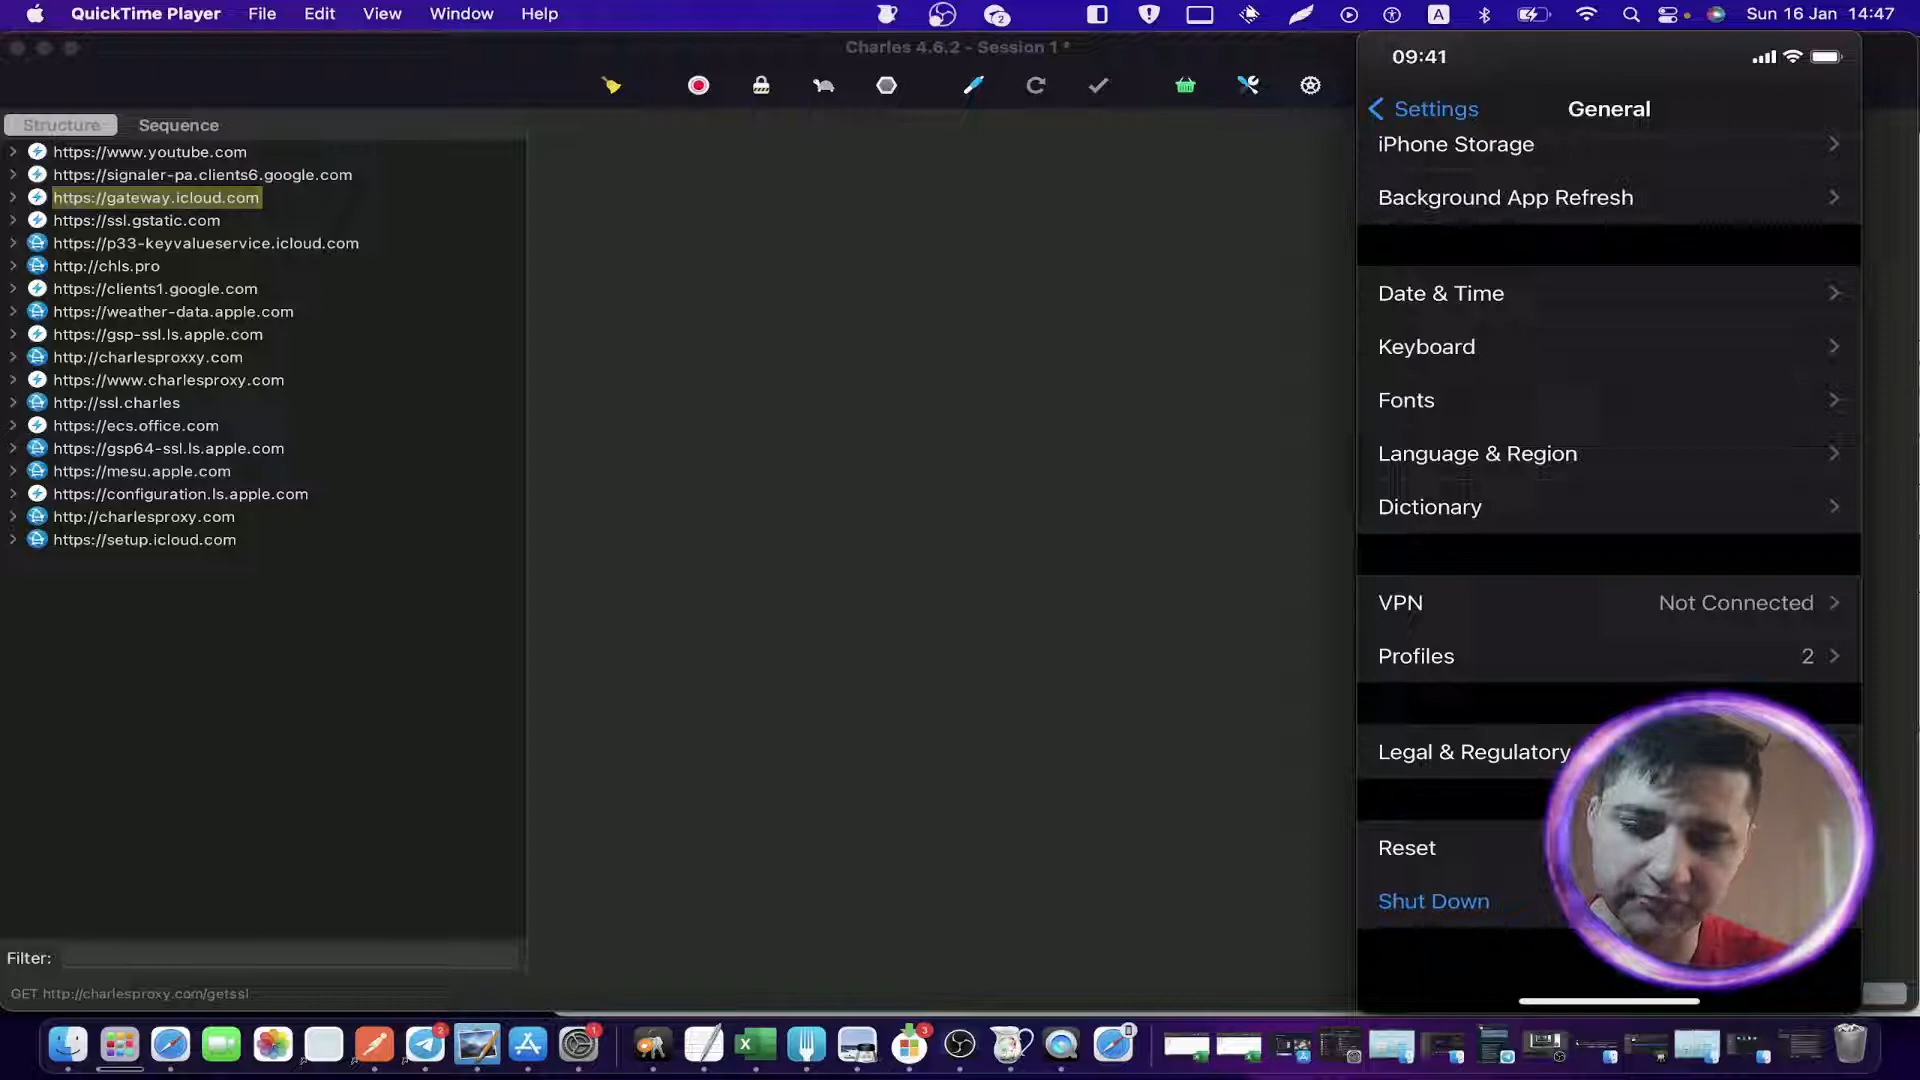 QuickTime Player File Edit View Window Help
2
A
Sun 16 Jan 14:47
Charles 4.6.2 - Session 1 *
Structure Sequence
https://www.youtube.com
https://signaler-pa.clients6.google.com
https://gateway.icloud.com
https://ssl.gstatic.com
https://p33-keyvalueservice.icloud.com
http://chls.pro
https://clients1.google.com
https://weather-data.apple.com
https://gsp-ssl.ls.apple.com
http://charlesproxxy.com
https://www.charlesproxy.com
http://ssl.charles
https://ecs.office.com
https://gsp64-ssl.ls.apple.com
https://mesu.apple.com
https://configuration.ls.apple.com
http://charlesproxy.com
https://setup.icloud.com
Filter:
GET http://charlesproxy.com/getssl
09:41
Settings General
iPhone Storage
Background App Refresh
Date & Time
Keyboard
Fonts
Language & Region
Dictionary
VPN Not Connected
Profiles 2
Legal & Regulatory
Reset
Shut Down
2
1
X
3